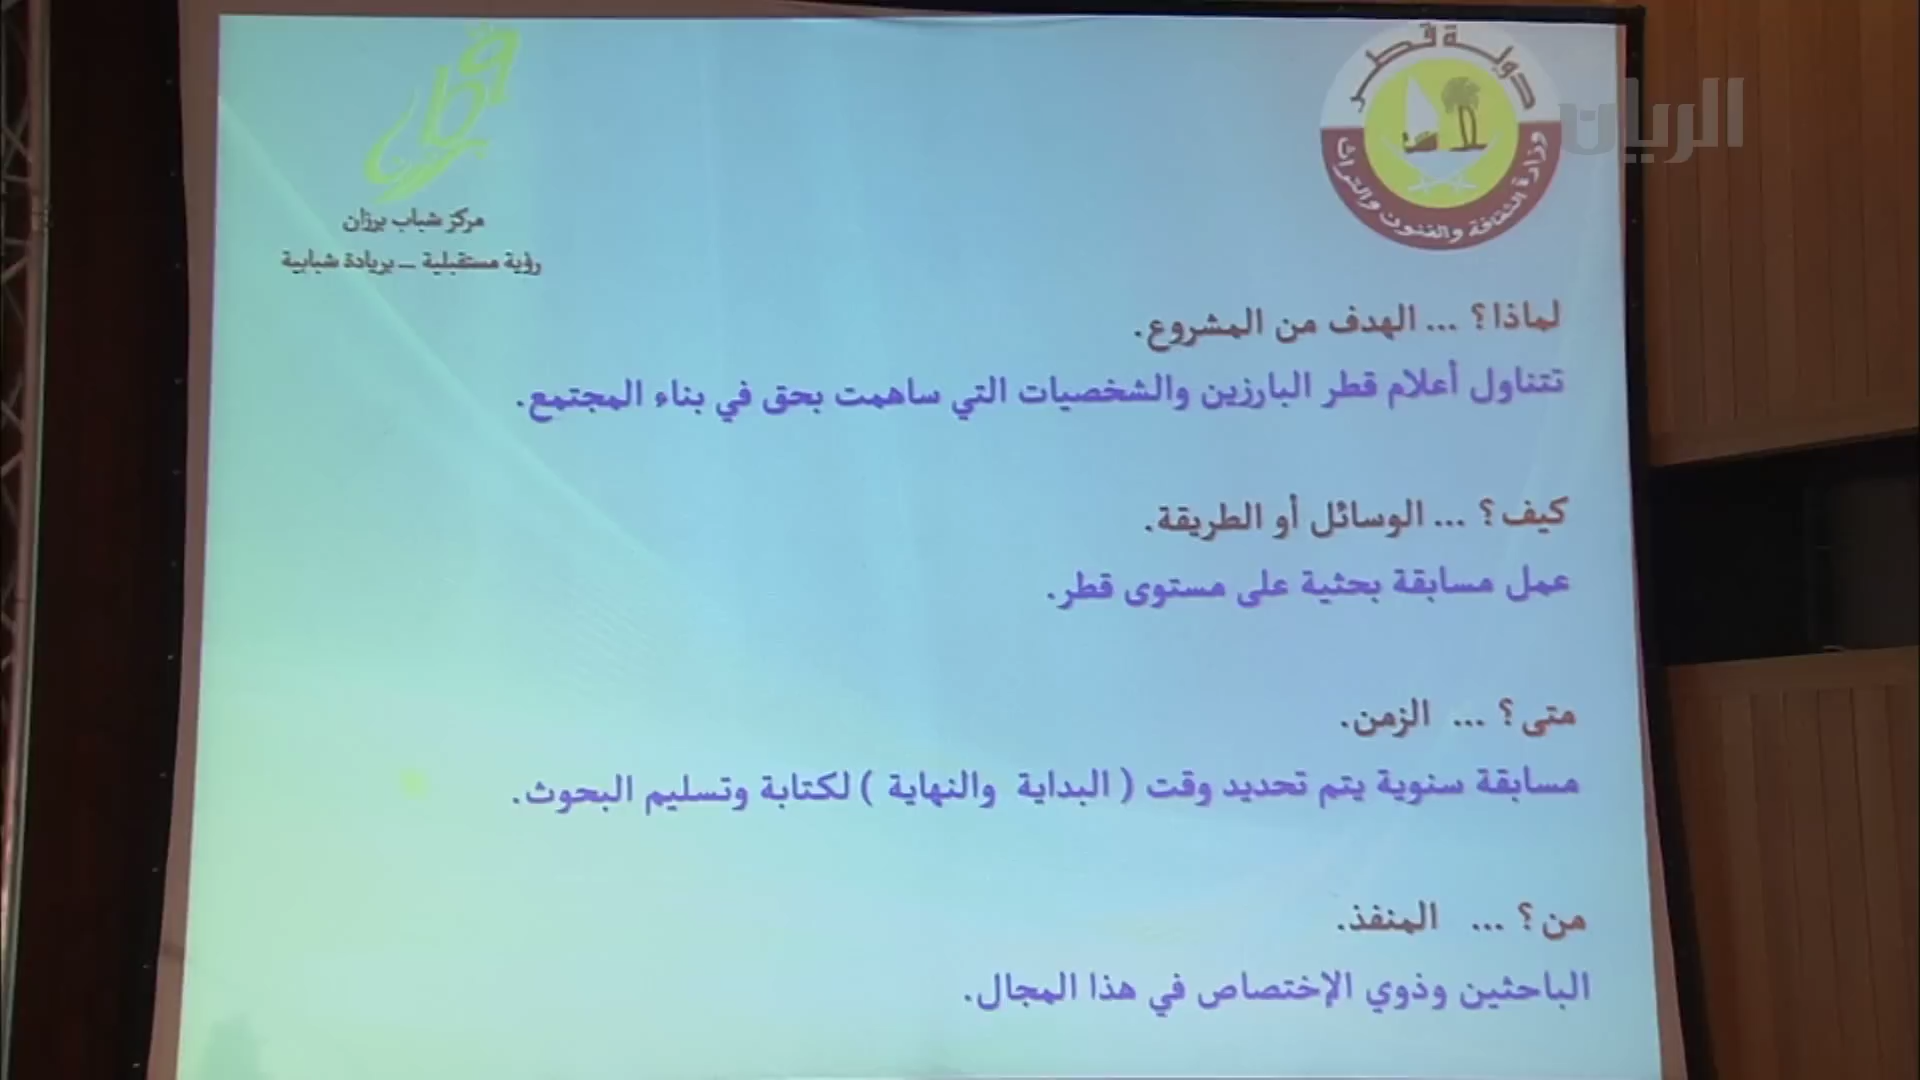 دولة قطر
وزارة الثقافة والفنون والتراث
الريان
مركز شباب برزان
رؤية مستقبلية – بريادة شبابية
لماذا؟ ... الهدف من المشروع.
تتناول أعلام قطر البارزين والشخصيات التي ساهمت بحق في بناء المجتمع.
كيف؟ ... الوسائل أو الطريقة.
عمل مسابقة بحثية على مستوى قطر.
متى؟ ... الزمن.
مسابقة سنوية يتم تحديد وقت ( البداية والنهاية ) لكتابة وتسليم البحوث.
من؟ ... المنفذ.
الباحثين وذوي الإختصاص في هذا المجال.